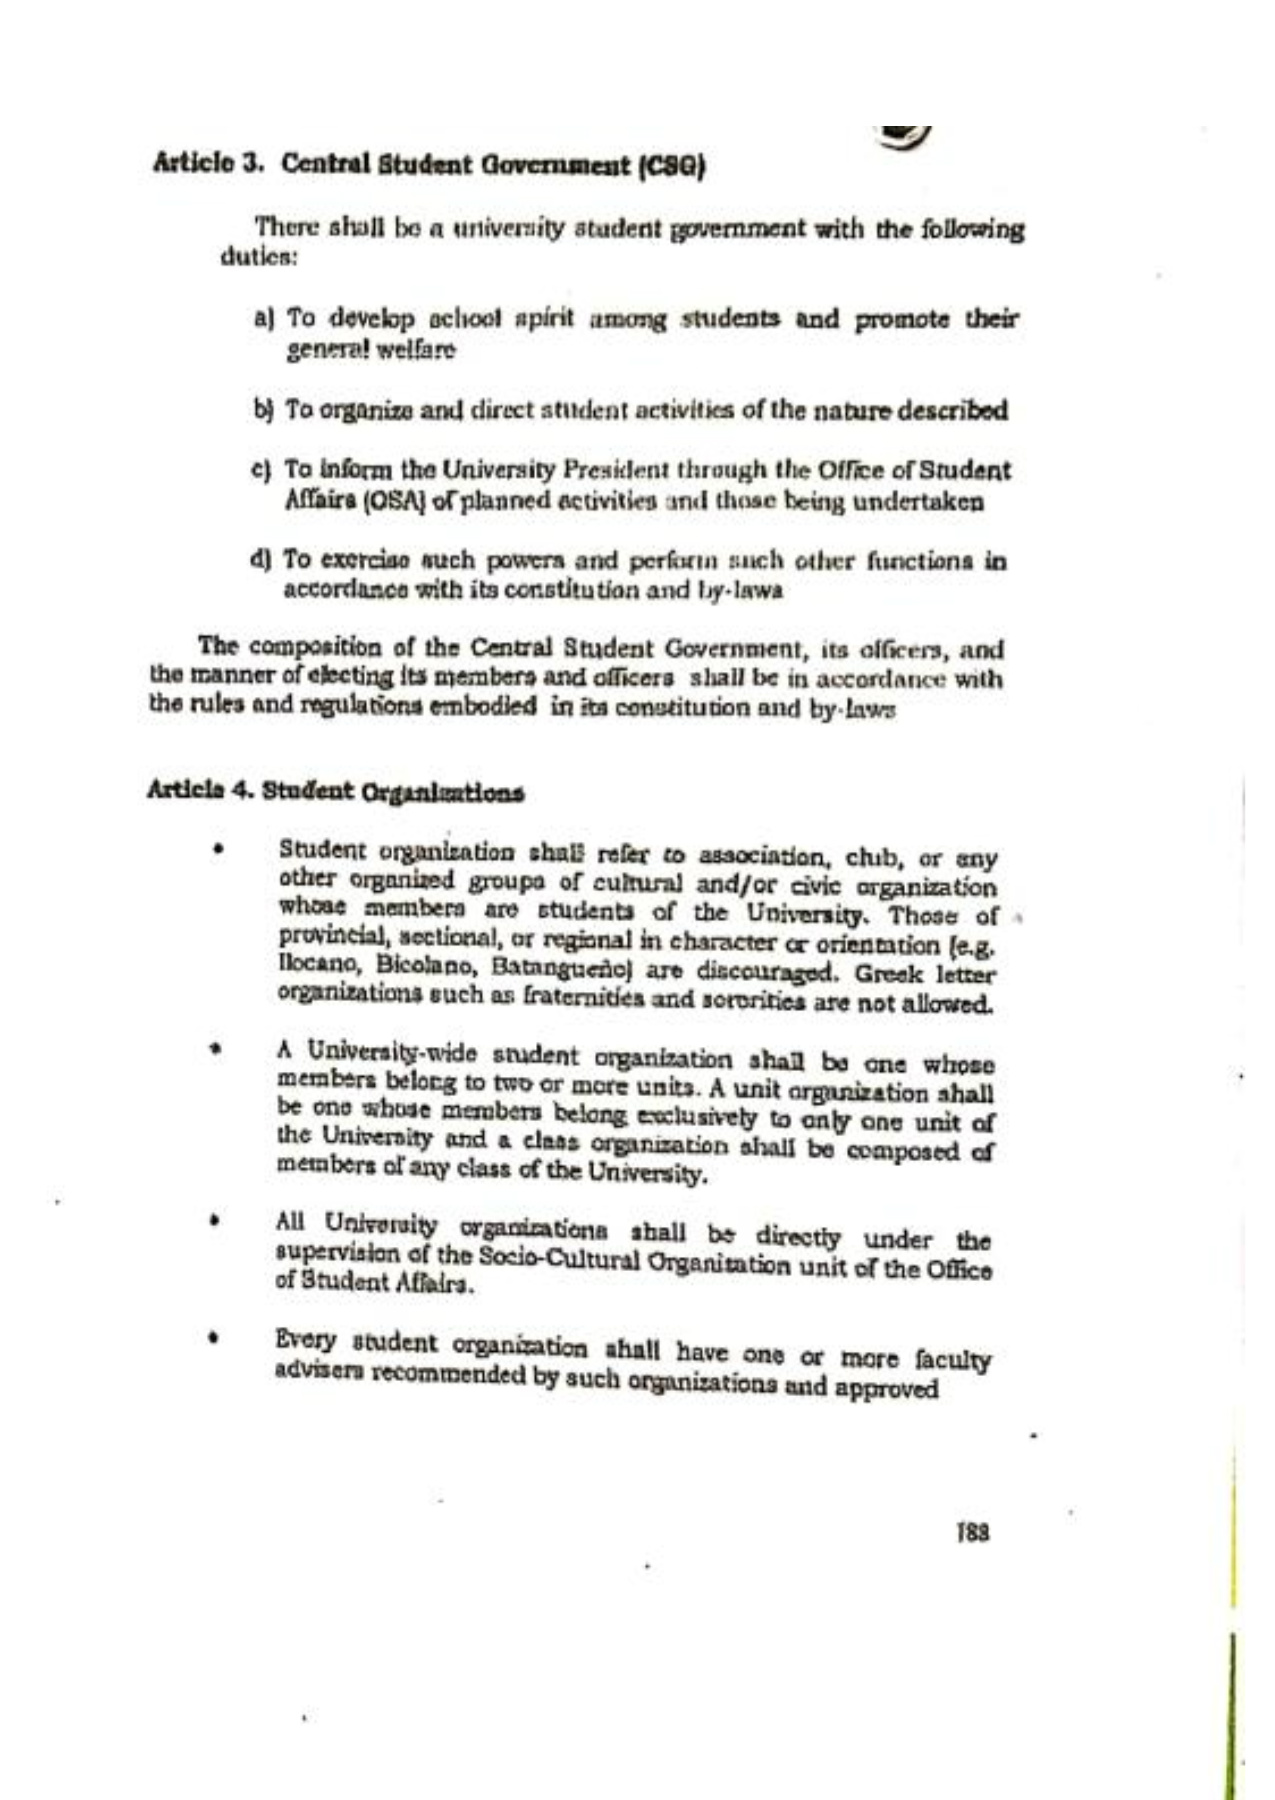 Article 3. Central Student Government (CSG)
There shall be a university student government with the following
duties:
a) To develop school spirit among students and promote their
general welfare
b) To organize and direct student activities of the nature described
c) To inform the University President through the Office of Student
Affairs (OSA) of planned activities and those being undertaken
d) To exercise such powers and perform such other functions in
accordance with its constitution and by-laws
The composition of the Central Student Government, its officers, and
the manner of electing its members and officers shall be in accordance with
the rules and regulations embodied in its constitution and by-laws
Article 4. Student Organizations
• Student organization shall refer to association, club, or any
other organized groups of cultural and/or civic organization
whose members are students of the University. Those of
provincial, sectional, or regional in character or orientation (e.g.
Ilocano, Bicolano, Batangueño) are discouraged. Greek letter
organizations such as fraternities and sororities are not allowed.
• A University-wide student organization shall be one whose
members belong to two or more units. A unit organization shall
be one whose members belong exclusively to only one unit of
the University and a class organization shall be composed of
members of any class of the University.
• All University organizations shall be directly under the
supervision of the Socio-Cultural Organization unit of the Office
of Student Affairs.
• Every student organization shall have one or more faculty
advisers recommended by such organizations and approved
188